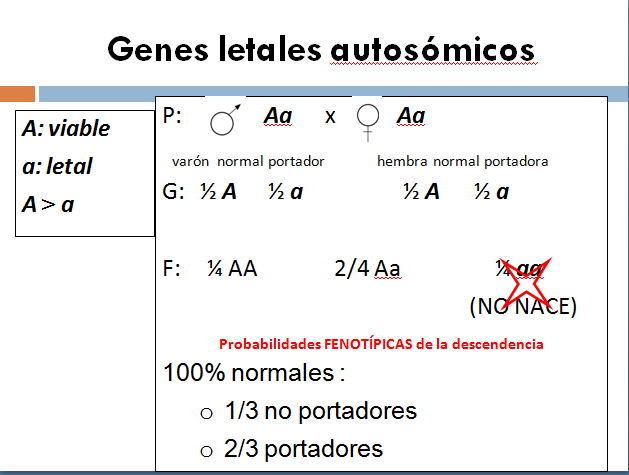 Genes letales autosómicos
A: viable
a: letal
A > a
P: ♂ Aa x ♀ Aa
varón normal portador hembra normal portadora
G: ½ A ½ a ½ A ½ a
F: ¼ AA 2/4 Aa ¼ aa
(NO NACE)
Probabilidades FENOTÍPICAS de la descendencia
100% normales :
o 1/3 no portadores
o 2/3 portadores